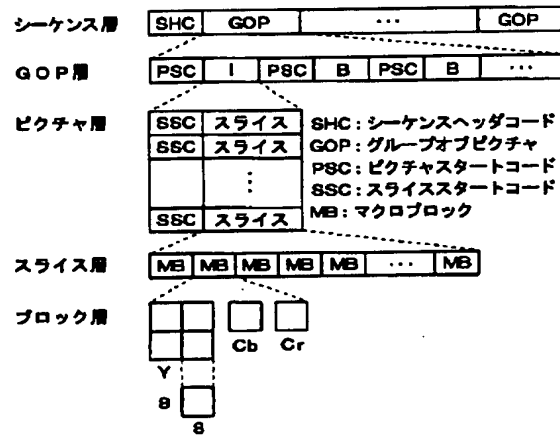 シーケンス層 SHC GOP ··· GOP
GOP層 PSC I PSC B PSC B ···
ピクチャ層 SSC スライス SHC:シーケンスヘッダコード
SSC スライス GOP:グループオブピクチャ
PSC:ピクチャスタートコード
⋮ SSC:スライススタートコード
SSC スライス MB:マクロブロック
スライス層 MB MB MB MB MB ··· MB
ブロック層
Cb Cr
Y
8
8